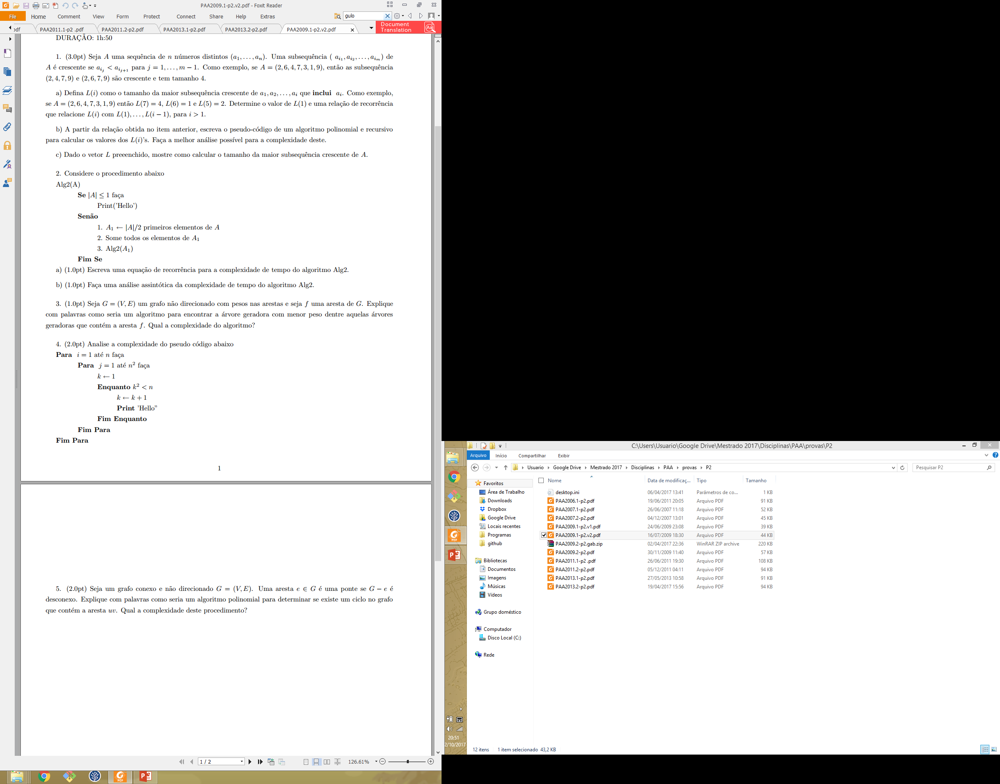 PAA2009.1-p2.v2.pdf - Foxit Reader
File Home Comment View Form Protect Connect Share Help Extras
gulo
PAA2011.1-p2 .pdf PAA2011.2-p2.pdf PAA2013.1-p2.pdf PAA2013.2-p2.pdf PAA2009.1-p2.v2.pdf
Document
Translation
DURAÇÃO: 1h:50
1. (3.0pt) Seja A uma sequência de n números distintos (a₁, . . . , aₙ). Uma subsequência ( a_{i₁}, a_{i₂}, . . . , a_{iₘ}) de
A é crescente se a_{i_j} < a_{i_{j+1}} para j = 1, . . . , m − 1. Como exemplo, se A = (2, 6, 4, 7, 3, 1, 9), então as subsequência
(2, 4, 7, 9) e (2, 6, 7, 9) são crescente e tem tamanho 4.
a) Defina L(i) como o tamanho da maior subsequência crescente de a₁, a₂, . . . , aᵢ que inclui aᵢ. Como exemplo,
se A = (2, 6, 4, 7, 3, 1, 9) então L(7) = 4, L(6) = 1 e L(5) = 2. Determine o valor de L(1) e uma relação de recorrência
que relacione L(i) com L(1), . . . , L(i − 1), para i > 1.
b) A partir da relação obtida no item anterior, escreva o pseudo-código de um algoritmo polinomial e recursivo
para calcular os valores dos L(i)'s. Faça a melhor análise possível para a complexidade deste.
c) Dado o vetor L preeenchido, mostre como calcular o tamanho da maior subsequência crescente de A.
2. Considere o procedimento abaixo
Alg2(A)
Se |A| ≤ 1 faça
Print('Hello')
Senão
1. A₁ ← |A|/2 primeiros elementos de A
2. Some todos os elementos de A₁
3. Alg2(A₁)
Fim Se
a) (1.0pt) Escreva uma equação de recorrência para a complexidade de tempo do algoritmo Alg2.
b) (1.0pt) Faça uma análise assintótica da complexidade de tempo do algoritmo Alg2.
3. (1.0pt) Seja G = (V, E) um grafo não direcionado com pesos nas arestas e seja f uma aresta de G. Explique
com palavras como seria um algoritmo para encontrar a árvore geradora com menor peso dentre aquelas árvores
geradoras que contém a aresta f. Qual a complexidade do algoritmo?
4. (2.0pt) Analise a complexidade do pseudo código abaixo
Para i = 1 até n faça
Para j = 1 até n² faça
k ← 1
Enquanto k² < n
k ← k + 1
Print 'Hello”
Fim Enquanto
Fim Para
Fim Para
1
5. (2.0pt) Seja um grafo conexo e não direcionado G = (V, E). Uma aresta e ∈ G é uma ponte se G − e é
desconexo. Explique com palavras como seria um algoritmo polinomial para determinar se existe um ciclo no grafo
que contém a aresta uv. Qual a complexidade deste procedimento?
1 / 2 126.61%
C:\Users\Usuario\Google Drive\Mestrado 2017\Disciplinas\PAA\provas\P2
Arquivo Início Compartilhar Exibir
Usuario Google Drive Mestrado 2017 Disciplinas PAA provas P2 Pesquisar P2
Favoritos
Área de Trabalho
Downloads
Dropbox
Google Drive
Locais recentes
Programas
github
Bibliotecas
Documentos
Imagens
Músicas
Vídeos
Grupo doméstico
Computador
Disco Local (C:)
Rede
Nome Data de modificaç... Tipo Tamanho
desktop.ini 06/04/2017 13:41 Parâmetros de co... 1 KB
PAA2006.1-p2.pdf 19/06/2011 20:05 Arquivo PDF 91 KB
PAA2007.1-p2.pdf 26/06/2007 11:18 Arquivo PDF 52 KB
PAA2007.2-p2.pdf 04/12/2007 13:01 Arquivo PDF 45 KB
PAA2009.1-p2.v1.pdf 24/06/2009 23:08 Arquivo PDF 39 KB
PAA2009.1-p2.v2.pdf 16/07/2009 18:30 Arquivo PDF 44 KB
PAA2009.2-p2.gab.zip 02/04/2017 22:36 WinRAR ZIP archive 220 KB
PAA2009.2-p2.pdf 30/11/2009 11:40 Arquivo PDF 57 KB
PAA2011.1-p2 .pdf 26/06/2011 19:30 Arquivo PDF 108 KB
PAA2011.2-p2.pdf 05/12/2011 04:11 Arquivo PDF 94 KB
PAA2013.1-p2.pdf 27/05/2013 10:58 Arquivo PDF 91 KB
PAA2013.2-p2.pdf 19/04/2017 15:56 Arquivo PDF 94 KB
20:51
2/10/2017
12 itens 1 item selecionado 43,2 KB